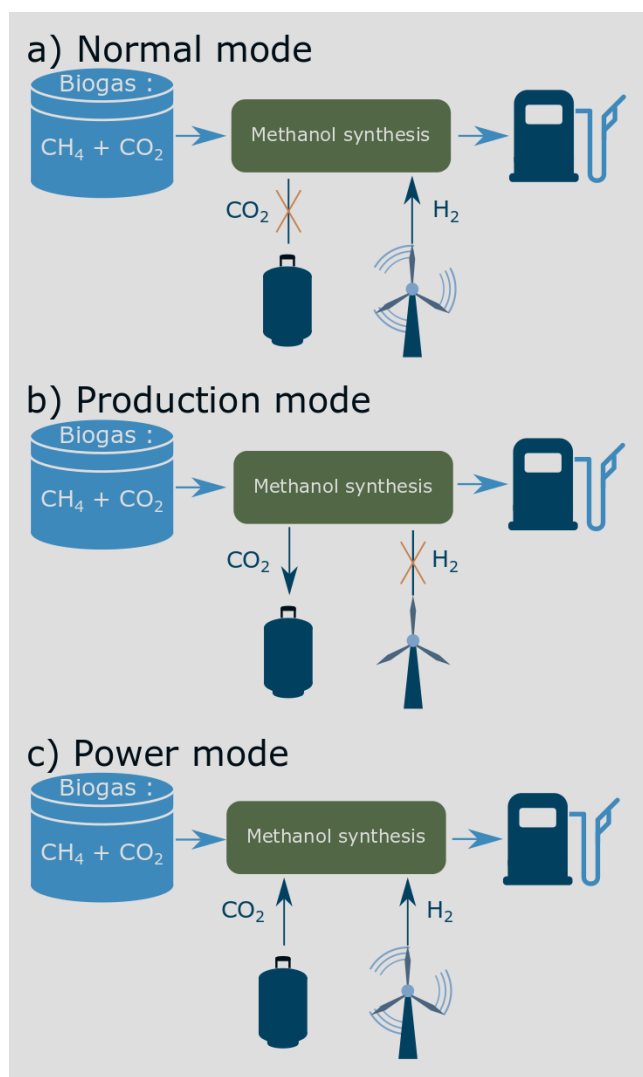 a) Normal mode
Biogas :
CH₄ + CO₂
Methanol synthesis
CO₂
H₂
b) Production mode
Biogas :
CH₄ + CO₂
Methanol synthesis
CO₂
H₂
c) Power mode
Biogas :
CH₄ + CO₂
Methanol synthesis
CO₂
H₂